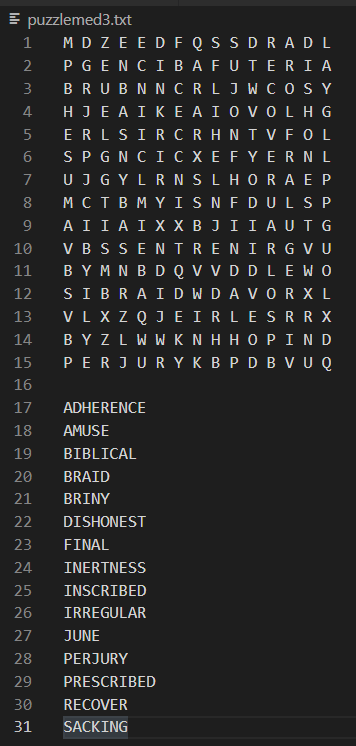 puzzlemed3.txt
1 M D Z E E D F Q S S D R A D L
2 P G E N C I B A F U T E R I A
3 B R U B N N C R L J W C O S Y
4 H J E A I K E A I O V O L H G
5 E R L S I R C R H N T V F O L
6 S P G N C I C X E F Y E R N L
7 U J G Y L R N S L H O R A E P
8 M C T B M Y I S N F D U L S P
9 A I I A I X X B J I I A U T G
10 V B S S E N T R E N I R G V U
11 B Y M N B D Q V V D D L E W O
12 S I B R A I D W D A V O R X L
13 V L X Z Q J E I R L E S R R X
14 B Y Z L W W K N H H O P I N D
15 P E R J U R Y K B P D B V U Q
16
17 ADHERENCE
18 AMUSE
19 BIBLICAL
20 BRAID
21 BRINY
22 DISHONEST
23 FINAL
24 INERTNESS
25 INSCRIBED
26 IRREGULAR
27 JUNE
28 PERJURY
29 PRESCRIBED
30 RECOVER
31 SACKING